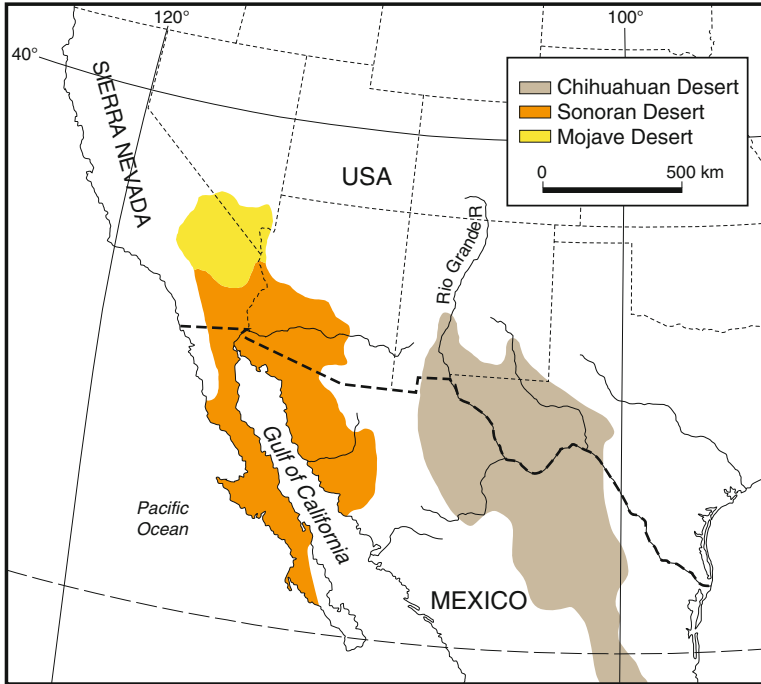 120°
100°
40°
SIERRA NEVADA
Chihuahuan Desert
Sonoran Desert
Mojave Desert
0 500 km
USA
Rio Grande R
Gulf of California
Pacific
Ocean
MEXICO